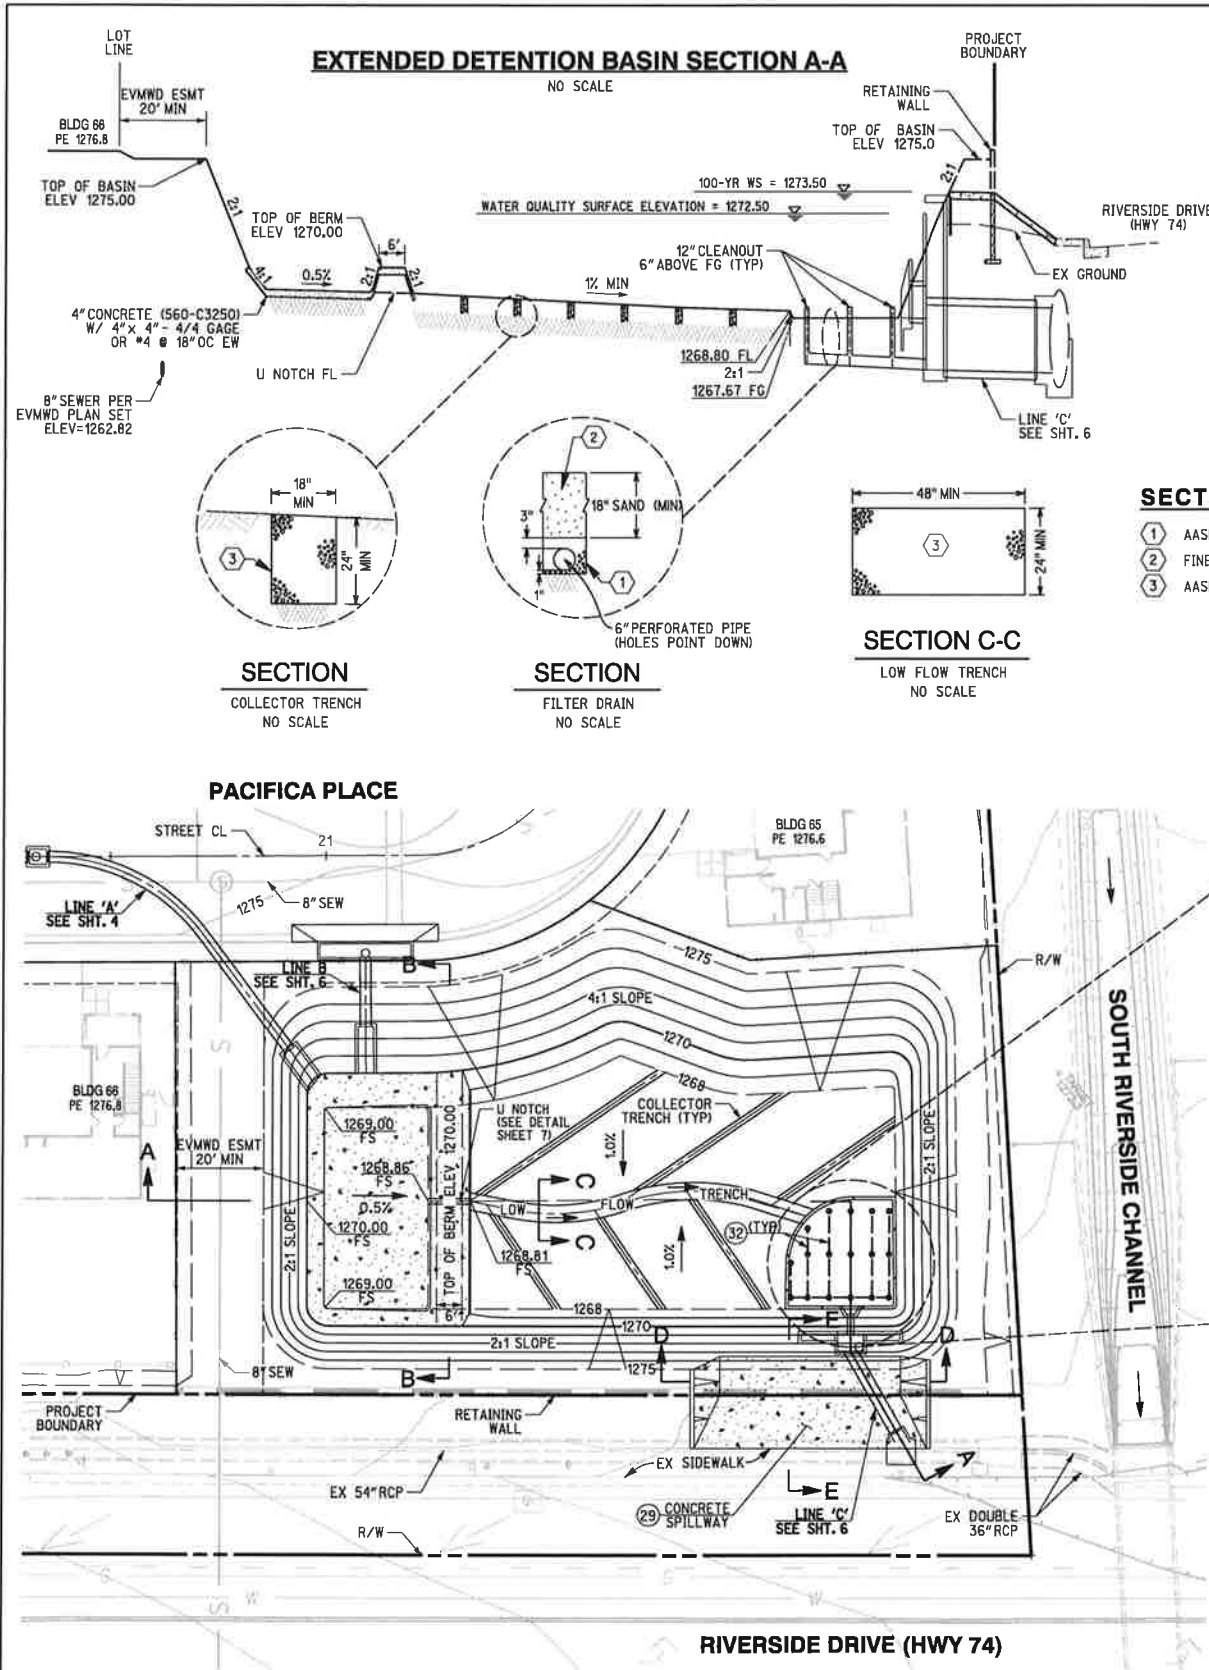 LOT
LINE
EXTENDED DETENTION BASIN SECTION A-A
NO SCALE
PROJECT
BOUNDARY
EVMWD ESMT
20' MIN
BLDG 66
PE 1276.8
TOP OF BASIN
ELEV 1275.00
2:1
TOP OF BERM
ELEV 1270.00
6'
4:1
0.5%
2:1
2:1
RETAINING
WALL
TOP OF BASIN
ELEV 1275.0
2:1
100-YR WS = 1273.50
WATER QUALITY SURFACE ELEVATION = 1272.50
RIVERSIDE DRIVE
(HWY 74)
12" CLEANOUT
6" ABOVE FG (TYP)
EX GROUND
1% MIN
4" CONCRETE (560-C3250)
W/ 4" x 4" - 4/4 GAGE
OR #4 @ 18" OC EW
U NOTCH FL
1268.80 FL
2:1
1267.67 FG
8" SEWER PER
EVMWD PLAN SET
ELEV=1262.82
LINE 'C'
SEE SHT. 6
18"
MIN
24"
MIN
3
2
18" SAND (MIN)
3"
1"
1
6" PERFORATED PIPE
(HOLES POINT DOWN)
48" MIN
24" MIN
3
SECT
1 AAS
2 FINE
3 AAS
SECTION
COLLECTOR TRENCH
NO SCALE
SECTION
FILTER DRAIN
NO SCALE
SECTION C-C
LOW FLOW TRENCH
NO SCALE
PACIFICA PLACE
STREET CL
21
BLDG 65
PE 1276.6
1275
8" SEW
LINE 'A'
SEE SHT. 4
LINE B
SEE SHT. 6
B
1275
R/W
4:1 SLOPE
1270
1268
SOUTH RIVERSIDE CHANNEL
S
BLDG 66
PE 1276.8
U NOTCH
(SEE DETAIL
SHEET 7)
COLLECTOR
TRENCH (TYP)
1269.00
FS
1.0%
2:1 SLOPE
A
EVMWD ESMT
20' MIN
1268.86
FS
TOP OF BERM ELEV 1270.00
C
LOW FLOW TRENCH
0.5%
1270.00
FS
C
32 (TYP)
2:1 SLOPE
1268.81
FS
1.0%
1269.00
FS
6'
1268
1270
E
D
D
2:1 SLOPE
1275
8" SEW
B
PROJECT
BOUNDARY
RETAINING
WALL
EX SIDEWALK
A
EX 54" RCP
E
29 CONCRETE
SPILLWAY
LINE 'C'
SEE SHT. 6
EX DOUBLE
36" RCP
R/W
G
G
S
W
W
RIVERSIDE DRIVE (HWY 74)